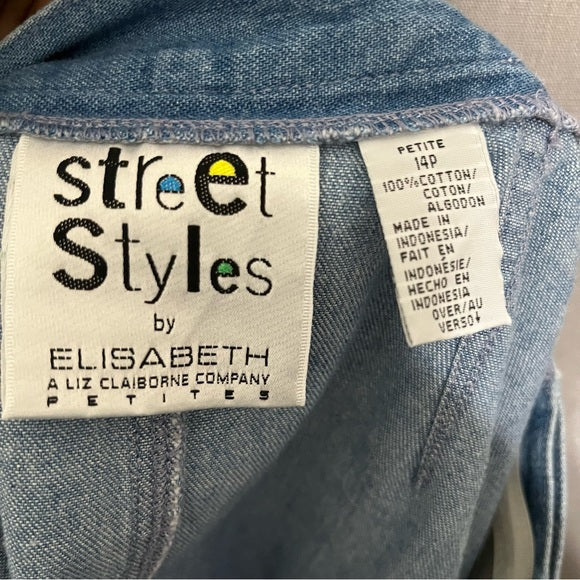 street
styles
by
ELISABETH
A LIZ CLAIBORNE COMPANY
PETITES
PETITE
14P
100%COTTON/
COTON/
ALGODON
MADE IN
INDONESIA/
FAIT EN
INDONÉSIE/
HECHO EN
INDONESIA
OVER/AU
VERSO↓